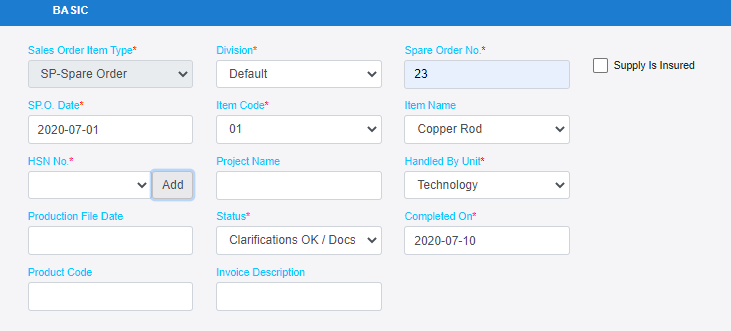 BASIC
Sales Order Item Type*
Division*
Spare Order No.*
SP-Spare Order
Default
23
Supply Is Insured
SP.O. Date*
Item Code*
Item Name
2020-07-01
01
Copper Rod
HSN No.*
Project Name
Handled By Unit*
Add
Technology
Production File Date
Status*
Completed On*
Clarifications OK / Docs
2020-07-10
Product Code
Invoice Description